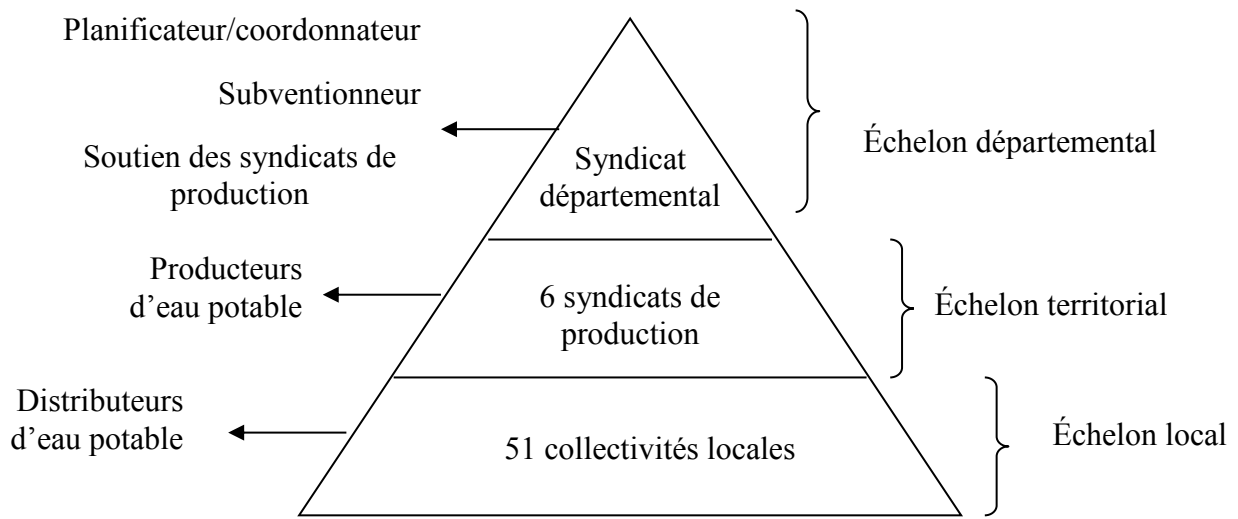 Planificateur/coordonnateur
Subventionneur
Soutien des syndicats de
production
Syndicat
départemental
Échelon départemental
Producteurs
d’eau potable
6 syndicats de
production
Échelon territorial
Distributeurs
d’eau potable
51 collectivités locales
Échelon local